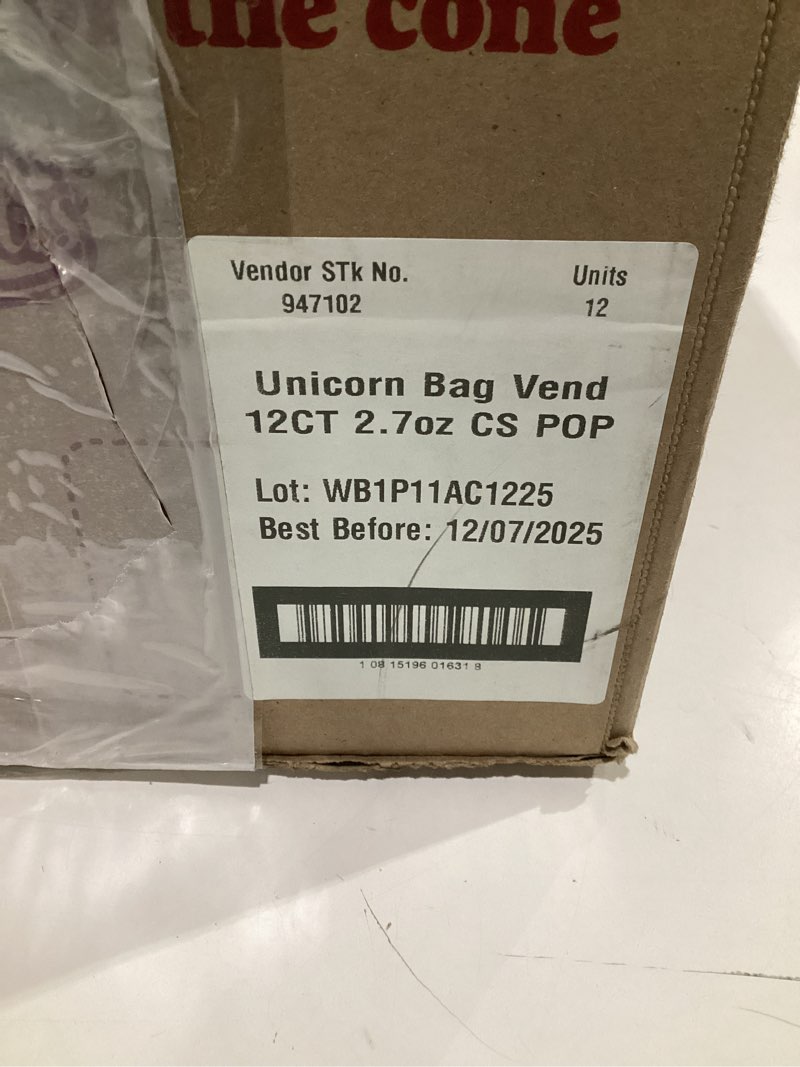 the cone
Vendor STk No.
947102
Units
12
Unicorn Bag Vend
12CT 2.7oz CS POP
Lot: WB1P11AC1225
Best Before: 12/07/2025
1 08 15196 01631 8